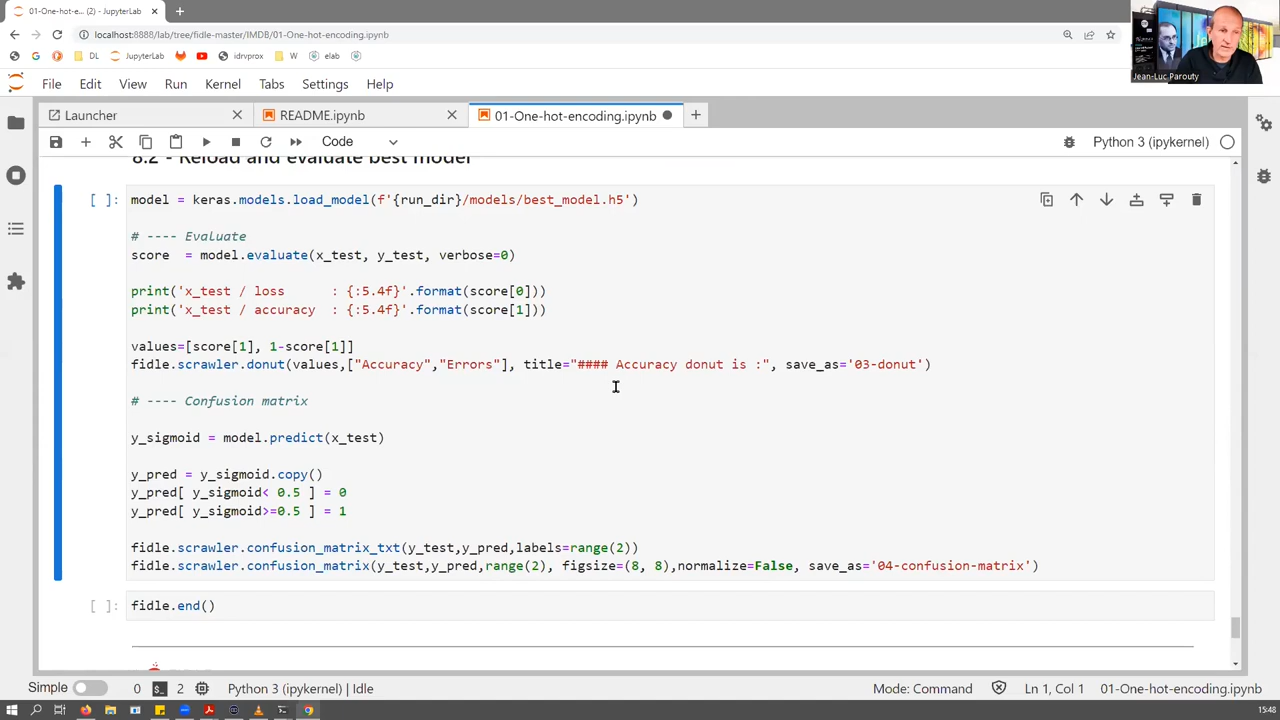 01-One-hot-e... (2) - JupyterLab
localhost:8888/lab/tree/fidle-master/IMDB/01-One-hot-encoding.ipynb
DL
JupyterLab
idrvprox
W
elab
Jean-Luc Parouty
File Edit View Run Kernel Tabs Settings Help
Launcher
README.ipynb
01-One-hot-encoding.ipynb
Code
Python 3 (ipykernel)
8.2 - Reload and evaluate best model
[ ]: model = keras.models.load_model(f'{run_dir}/models/best_model.h5')
# ---- Evaluate
score  = model.evaluate(x_test, y_test, verbose=0)
print('x_test / loss      : {:5.4f}'.format(score[0]))
print('x_test / accuracy  : {:5.4f}'.format(score[1]))
values=[score[1], 1-score[1]]
fidle.scrawler.donut(values,["Accuracy","Errors"], title="#### Accuracy donut is :", save_as='03-donut')
# ---- Confusion matrix
y_sigmoid = model.predict(x_test)
y_pred = y_sigmoid.copy()
y_pred[ y_sigmoid< 0.5 ] = 0
y_pred[ y_sigmoid>=0.5 ] = 1
fidle.scrawler.confusion_matrix_txt(y_test,y_pred,labels=range(2))
fidle.scrawler.confusion_matrix(y_test,y_pred,range(2), figsize=(8, 8),normalize=False, save_as='04-confusion-matrix')
[ ]: fidle.end()
Simple 0 2 Python 3 (ipykernel) | Idle
Mode: Command
Ln 1, Col 1
01-One-hot-encoding.ipynb
15:48